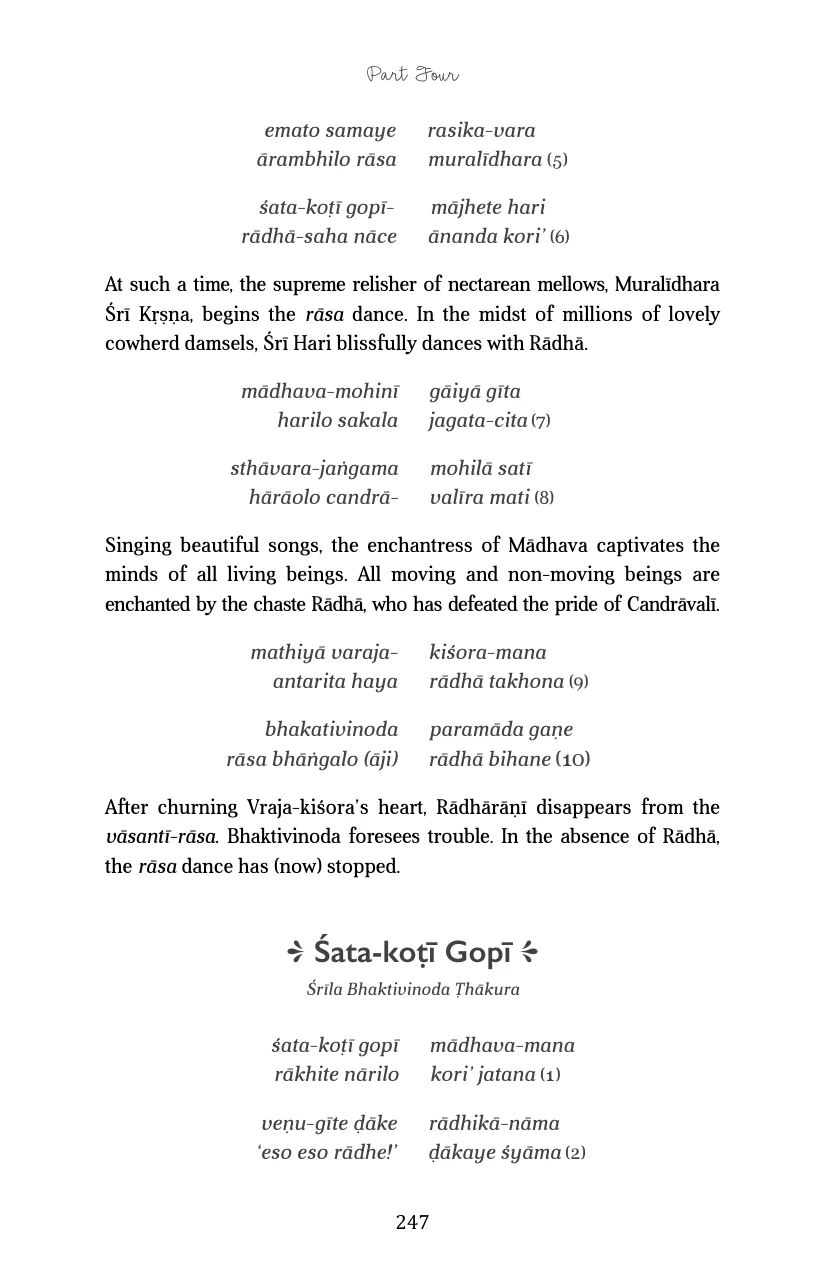 Part Four
emato samaye rasika-vara
ārambhilo rāsa muralīdhara (5)
śata-koṭī gopī- mājhete hari
rādhā-saha nāce ānanda kori’ (6)
At such a time, the supreme relisher of nectarean mellows, Muralīdhara
Śrī Kṛṣṇa, begins the rāsa dance. In the midst of millions of lovely
cowherd damsels, Śrī Hari blissfully dances with Rādhā.
mādhava-mohinī gāiyā gīta
harilo sakala jagata-cita (7)
sthāvara-jaṅgama mohilā satī
hārāolo candrā- valīra mati (8)
Singing beautiful songs, the enchantress of Mādhava captivates the
minds of all living beings. All moving and non-moving beings are
enchanted by the chaste Rādhā, who has defeated the pride of Candrāvalī.
mathiyā varaja- kiśora-mana
antarita haya rādhā takhona (9)
bhakativinoda paramāda gaṇe
rāsa bhāṅgalo (āji) rādhā bihane (10)
After churning Vraja-kiśora’s heart, Rādhārāṇī disappears from the
vāsantī-rāsa. Bhaktivinoda foresees trouble. In the absence of Rādhā,
the rāsa dance has (now) stopped.
Śata-koṭī Gopī
Śrīla Bhaktivinoda Ṭhākura
śata-koṭī gopī mādhava-mana
rākhite nārilo kori’ jatana (1)
veṇu-gīte ḍāke rādhikā-nāma
‘eso eso rādhe!’ ḍākaye śyāma (2)
247